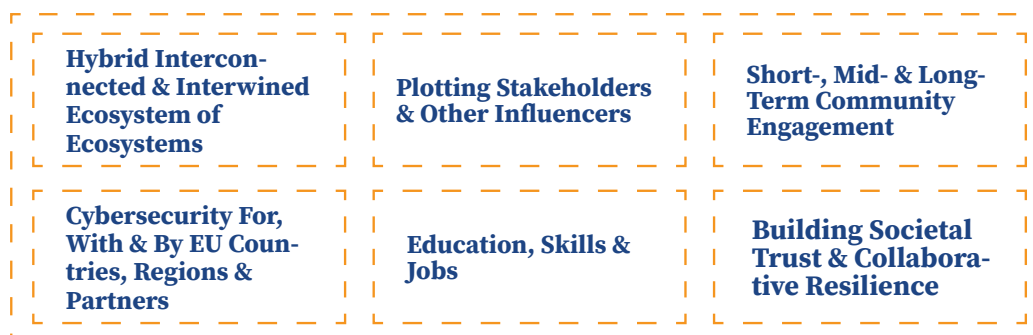 Hybrid Intercon-
nected & Interwined
Ecosystem of
Ecosystems
Plotting Stakeholders
& Other Influencers
Short-, Mid- & Long-
Term Community
Engagement
Cybersecurity For,
With & By EU Coun-
tries, Regions &
Partners
Education, Skills &
Jobs
Building Societal
Trust & Collabora-
tive Resilience